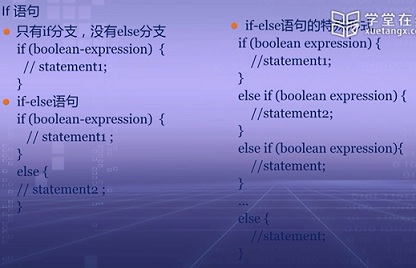 If 语句
只有if分支，没有else分支
if (boolean-expression) {
// statement1;
}
if-else语句
if (boolean-expression) {
// statement1 ;
}
else {
// statement2 ;
}
学堂在
xuetangx.c
if-else语句的特
if (boolean expression) {
//statement1;
}
else if (boolean expression) {
//statement2;
}
else if (boolean expression){
//statement;
}
...
else {
//statement;
}